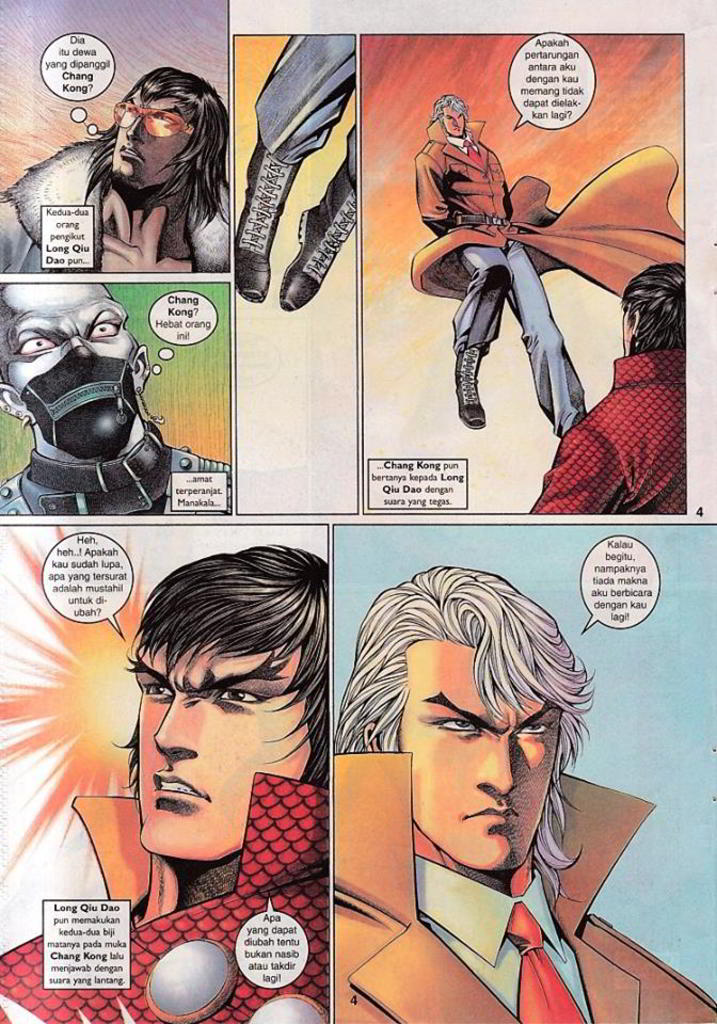 Dia
itu dewa
yang dipanggil
Chang
Kong?
Kedua-dua
orang
pengikut
Long Qiu
Dao pun...
Chang
Kong?
Hebat orang
ini!
...amat
terperanjat.
Manakala...
Apakah
pertarungan
antara aku
dengan kau
memang tidak
dapat dielak-
kan lagi?
...Chang Kong pun
bertanya kepada Long
Qiu Dao dengan
suara yang tegas.
4
Heh,
heh..! Apakah
kau sudah lupa,
apa yang tersurat
adalah mustahil
untuk di-
ubah?
Long Qiu Dao
pun memakukan
kedua-dua biji
matanya pada muka
Chang Kong lalu
menjawab dengan
suara yang lantang.
Apa
yang dapat
diubah tentu
bukan nasib
atau takdir
lagi!
Kalau
begitu,
nampaknya
tiada makna
aku berbicara
dengan kau
lagi!
4